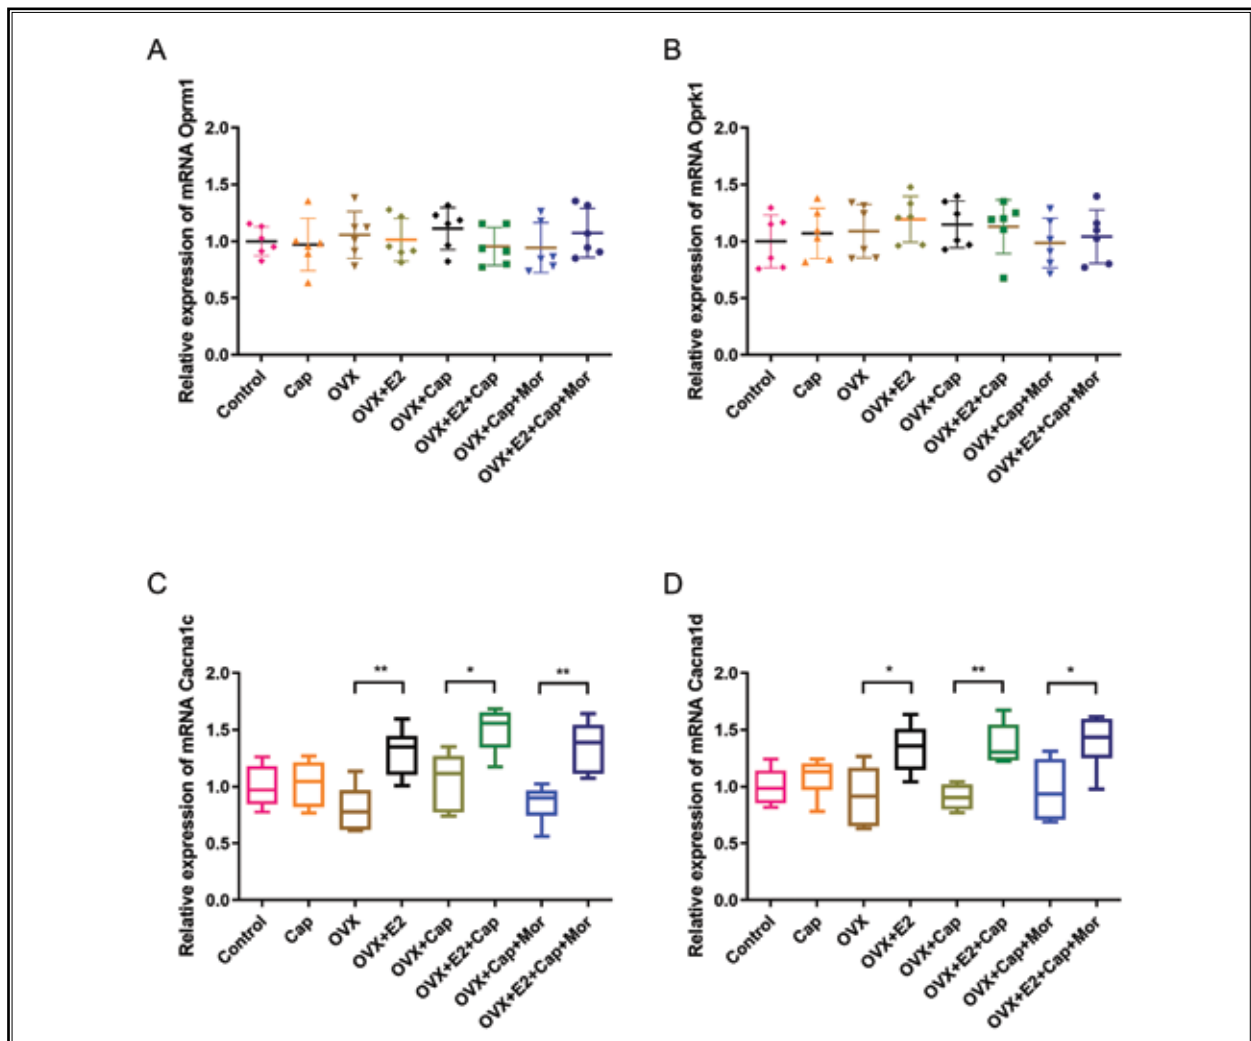 A
Relative expression of mRNA Oprm1
2.0
1.5
1.0
0.5
0.0
Control
Cap
OVX
OVX+E2
OVX+Cap
OVX+E2+Cap
OVX+Cap+Mor
OVX+E2+Cap+Mor
B
Relative expression of mRNA Oprk1
2.0
1.5
1.0
0.5
0.0
Control
Cap
OVX
OVX+E2
OVX+Cap
OVX+E2+Cap
OVX+Cap+Mor
OVX+E2+Cap+Mor
C
Relative expression of mRNA Cacna1c
2.0
1.5
1.0
0.5
0.0
** * **
Control
Cap
OVX
OVX+E2
OVX+Cap
OVX+E2+Cap
OVX+Cap+Mor
OVX+E2+Cap+Mor
D
Relative expression of mRNA Cacna1d
2.0
1.5
1.0
0.5
0.0
* ** *
Control
Cap
OVX
OVX+E2
OVX+Cap
OVX+E2+Cap
OVX+Cap+Mor
OVX+E2+Cap+Mor